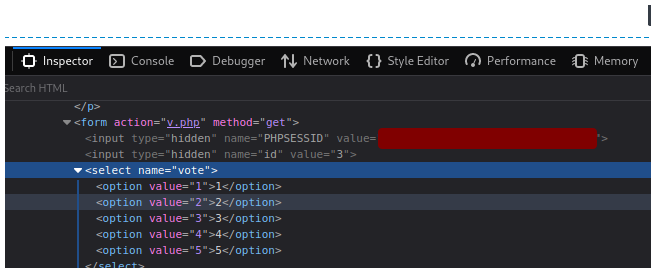 Inspector Console Debugger Network Style Editor Performance Memory
Search HTML
</p>
<form action="v.php" method="get">
<input type="hidden" name="PHPSESSID" value=">
<input type="hidden" name="id" value="3">
<select name="vote">
<option value="1">1</option>
<option value="2">2</option>
<option value="3">3</option>
<option value="4">4</option>
<option value="5">5</option>
</select>